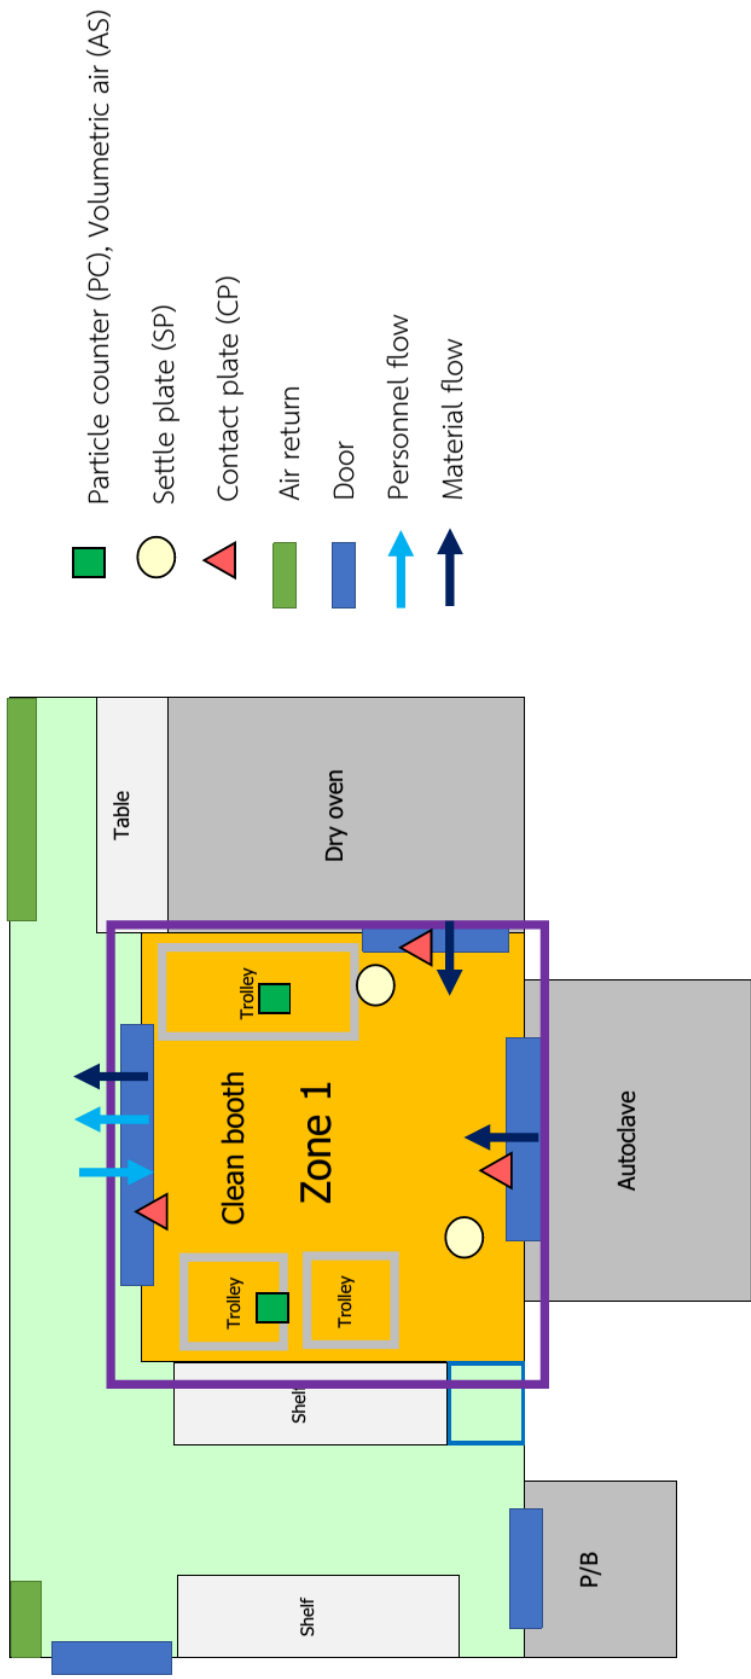 Particle counter (PC), Volumetric air (AS)
Settle plate (SP)
Contact plate (CP)
Air return
Door
Personnel flow
Material flow
Table
Dry oven
Trolley
Clean booth
Zone 1
Trolley
Trolley
Autoclave
Shelf
Shelf
P/B